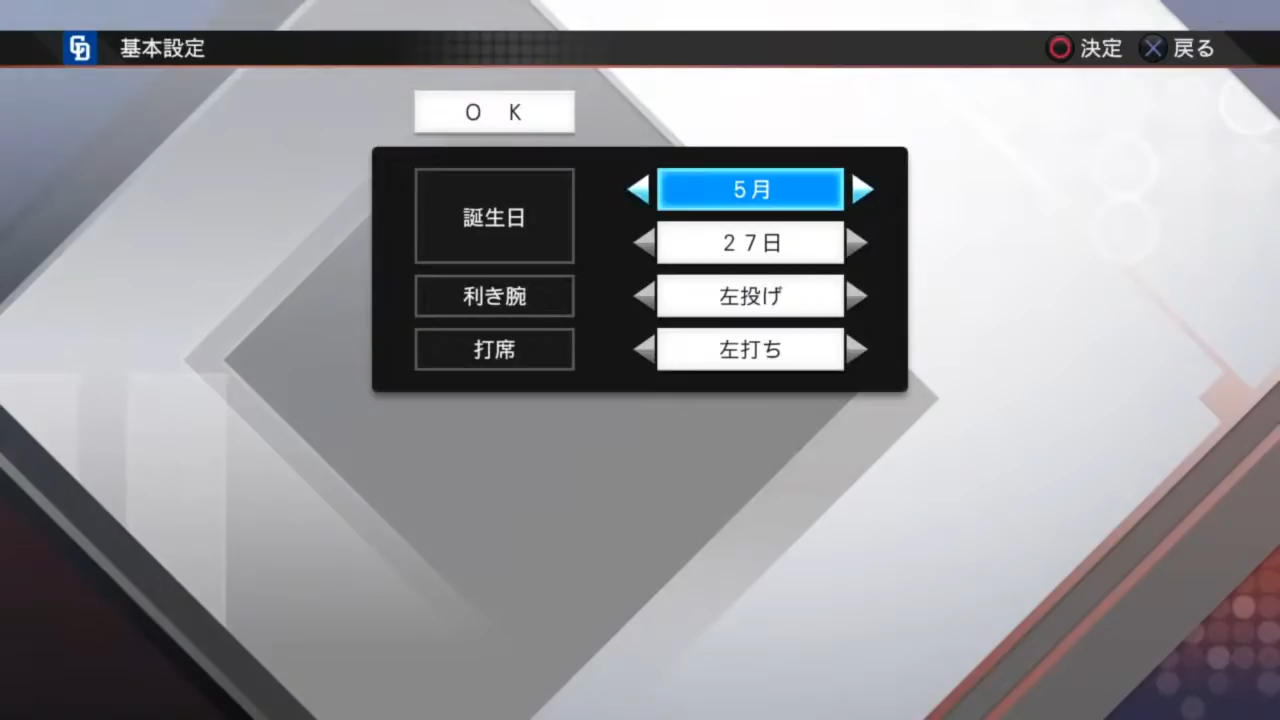 基本設定
決定 戻る
O K
誕生日
5月
27日
利き腕 左投げ
打席 左打ち